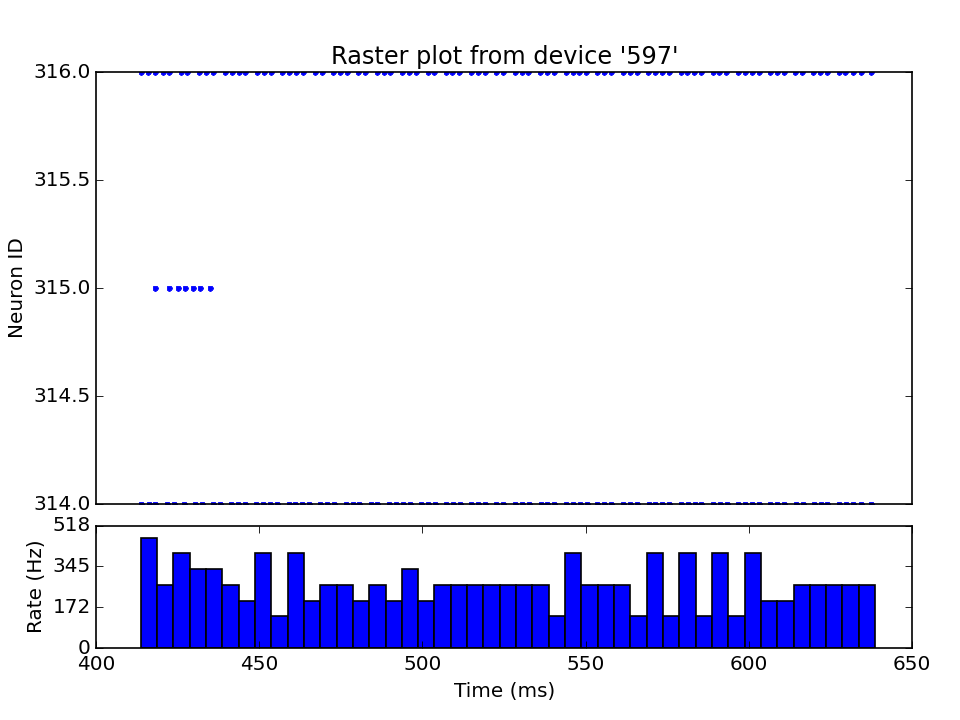 Raster plot from device '597'
316.0
315.5
315.0
314.5
314.0
Neuron ID
518
345
172
0
Rate (Hz)
400 450 500 550 600 650
Time (ms)